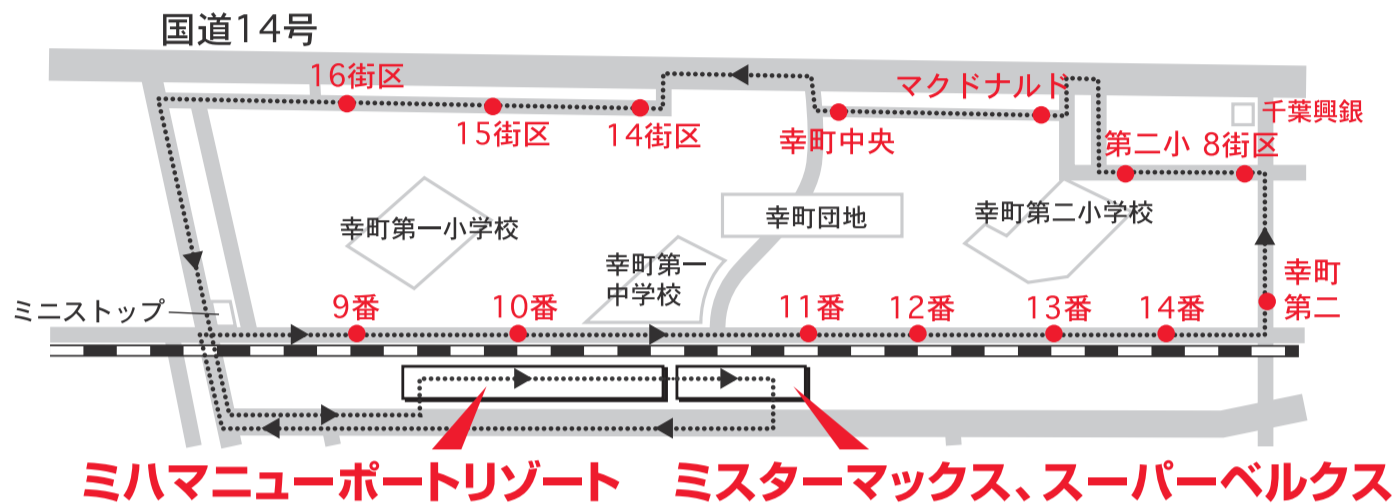 国道14号
16街区
15街区
14街区
マクドナルド
幸町中央
千葉興銀
第二小
8街区
幸町第一小学校
幸町団地
幸町第二小学校
幸町第一
中学校
幸町
第二
ミニストップ
9番
10番
11番
12番
13番
14番
ミハマニューポートリゾート
ミスターマックス、スーパーベルクス